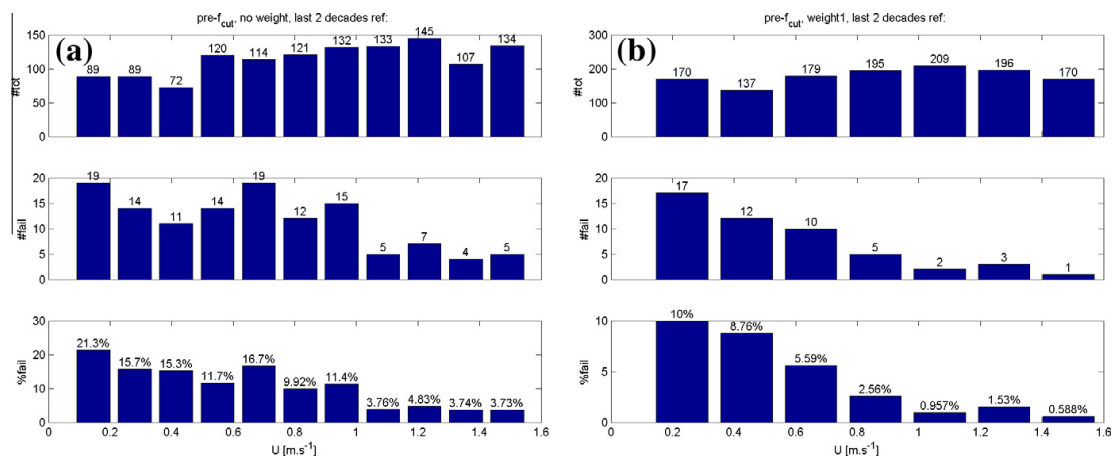 pre-f_cut, no weight, last 2 decades ref:
(a)
150
100
50
0
#tot
89 89 72 120 114 121 132 133 145 107 134
20
15
10
5
0
#fail
19 14 11 14 19 12 15 5 7 4 5
30
20
10
0
%fail
21.3% 15.7% 15.3% 11.7% 16.7% 9.92% 11.4% 3.76% 4.83% 3.74% 3.73%
0 0.2 0.4 0.6 0.8 1 1.2 1.4 1.6
U [m.s⁻¹]
pre-f_cut, weight1, last 2 decades ref:
(b)
300
200
100
0
#tot
170 137 179 195 209 196 170
20
15
10
5
0
#fail
17 12 10 5 2 3 1
10
5
0
%fail
10% 8.76% 5.59% 2.56% 0.957% 1.53% 0.588%
0 0.2 0.4 0.6 0.8 1 1.2 1.4 1.6
U [m.s⁻¹]